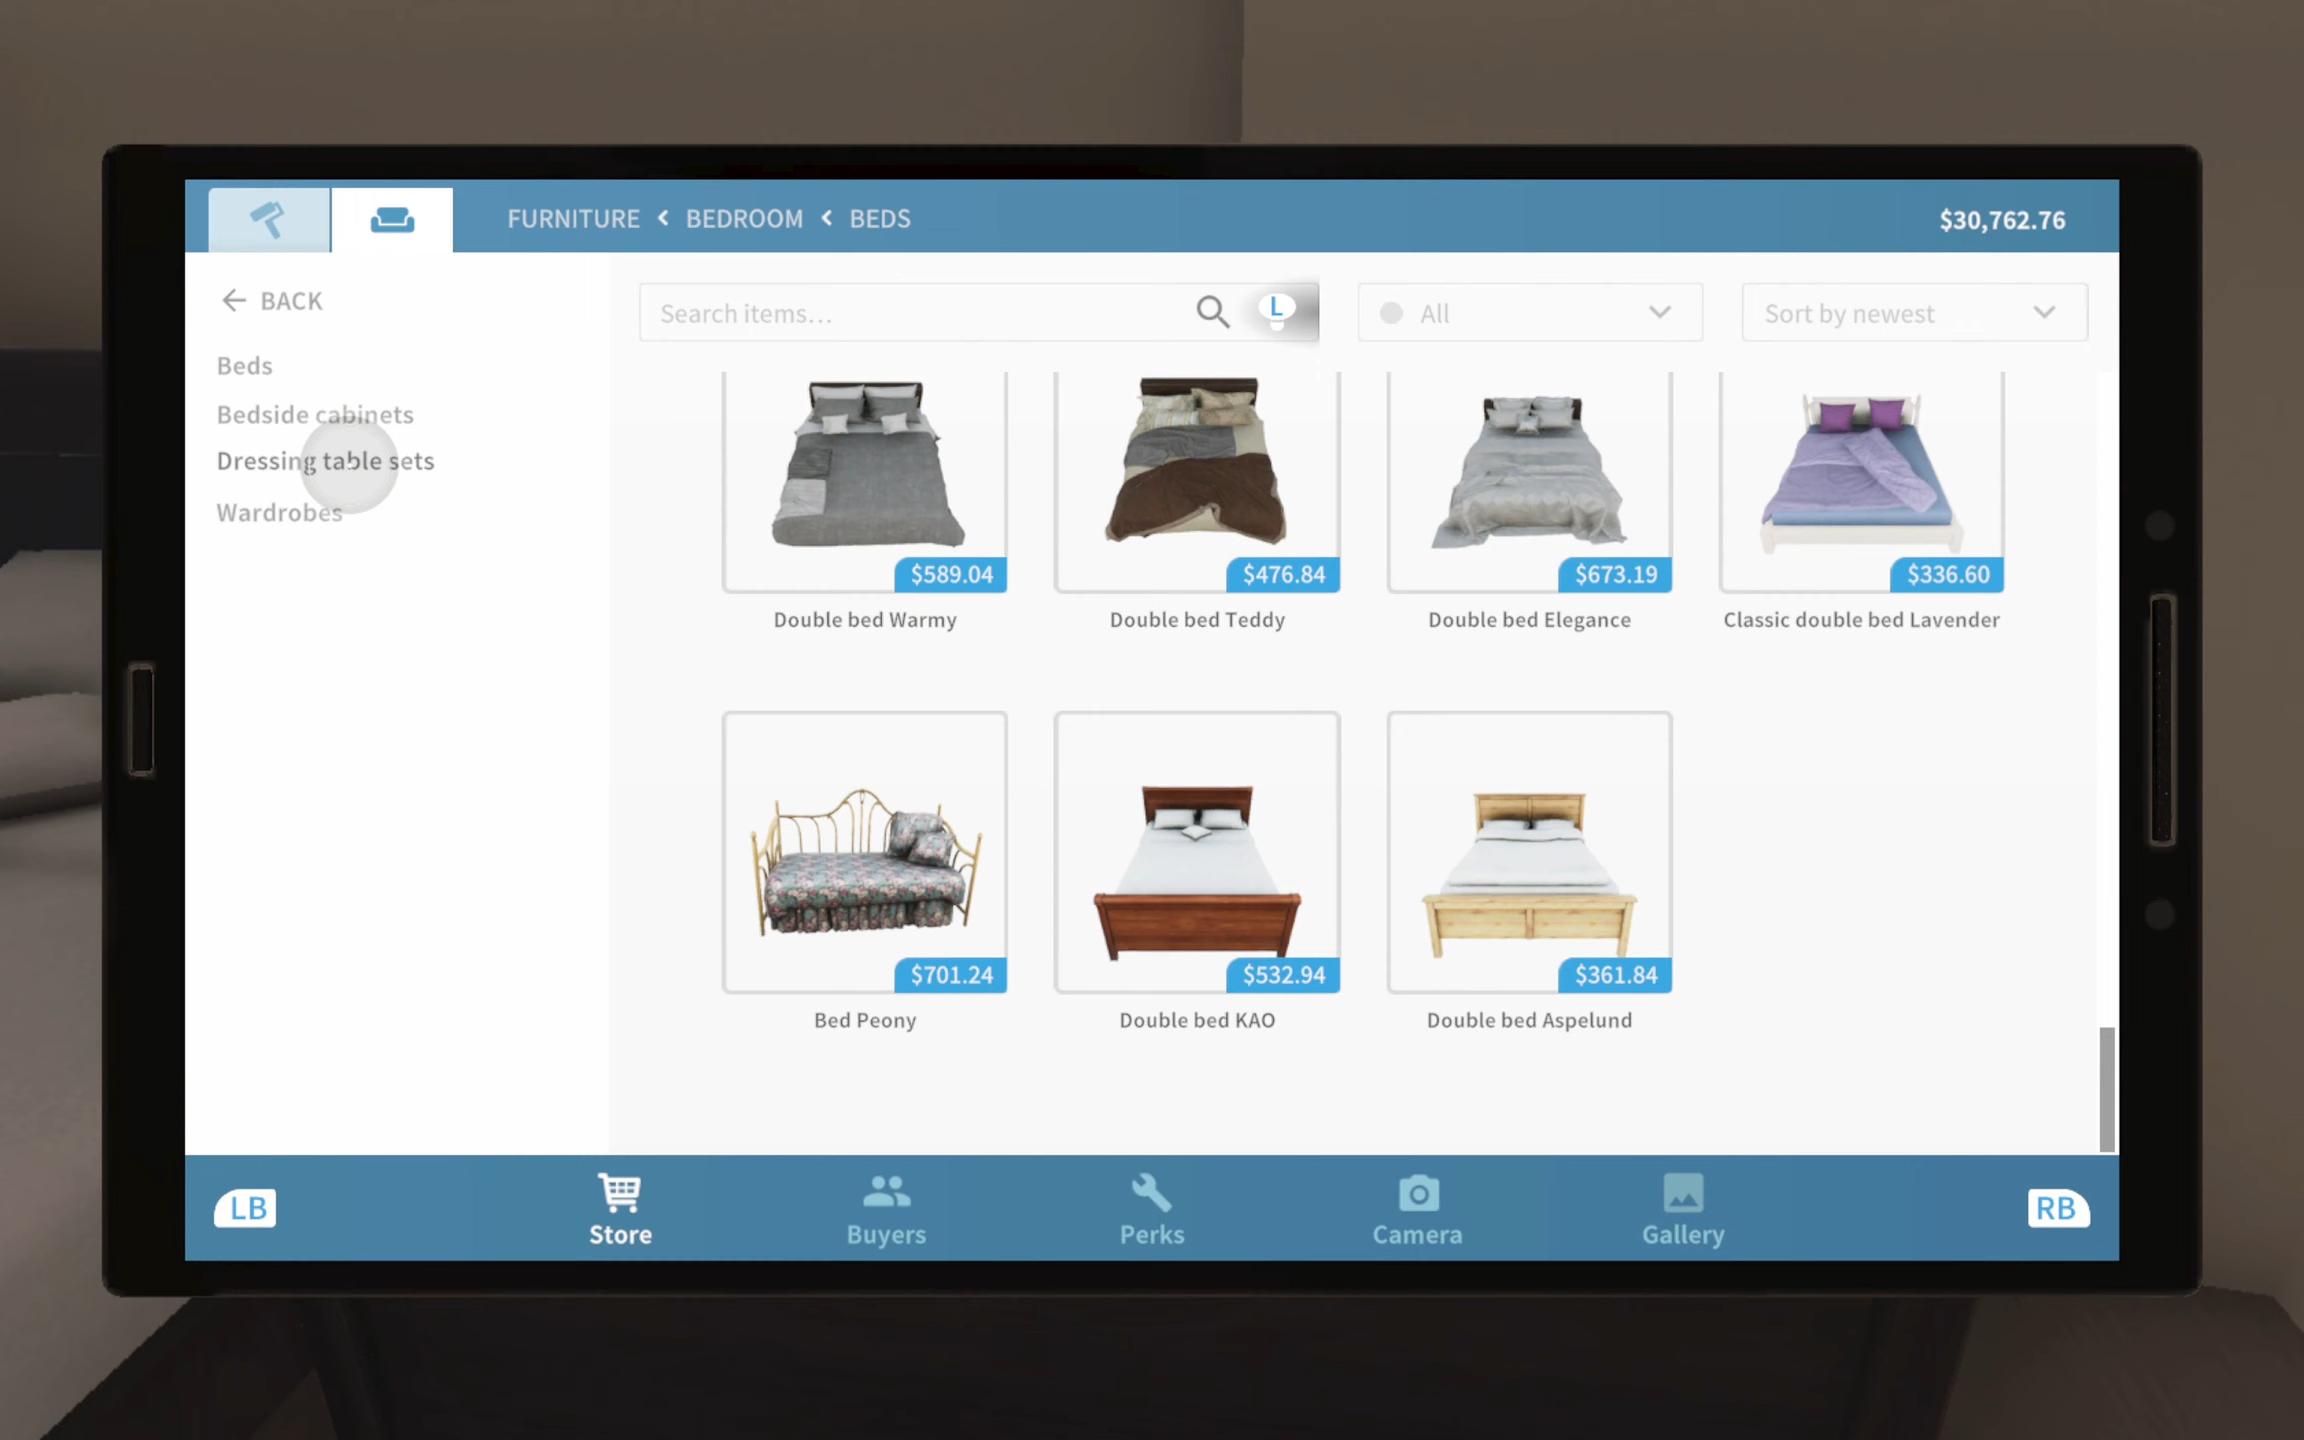 FURNITURE < BEDROOM < BEDS
$30,762.76
BACK
Search items...
L
All
Sort by newest
Beds
Bedside cabinets
Dressing table sets
Wardrobes
$589.04
$476.84
$673.19
$336.60
Double bed Warmy
Double bed Teddy
Double bed Elegance
Classic double bed Lavender
$701.24
$532.94
$361.84
Bed Peony
Double bed KAO
Double bed Aspelund
LB
Store
Buyers
Perks
Camera
Gallery
RB